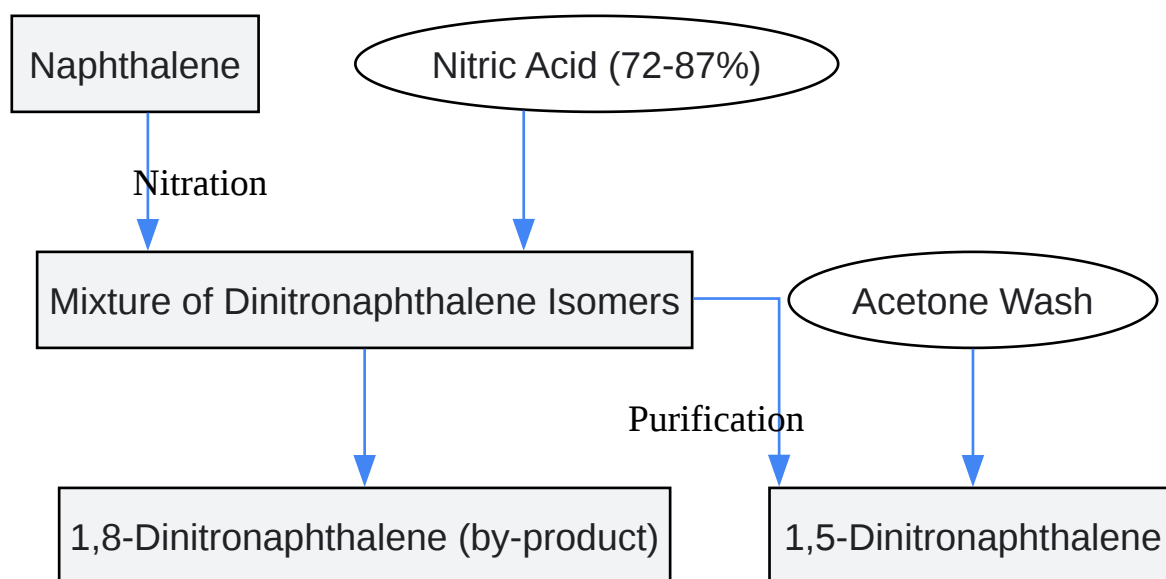 Naphthalene
Nitric Acid (72-87%)
Nitration
Mixture of Dinitronaphthalene Isomers
Acetone Wash
Purification
1,8-Dinitronaphthalene (by-product)
1,5-Dinitronaphthalene